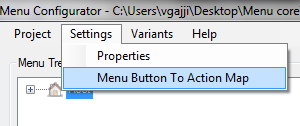 Menu Configurator - C:\Users\vgajji\Desktop\Menu core
Project Settings Variants Help
Properties
Menu Tre
Menu Button To Action Map